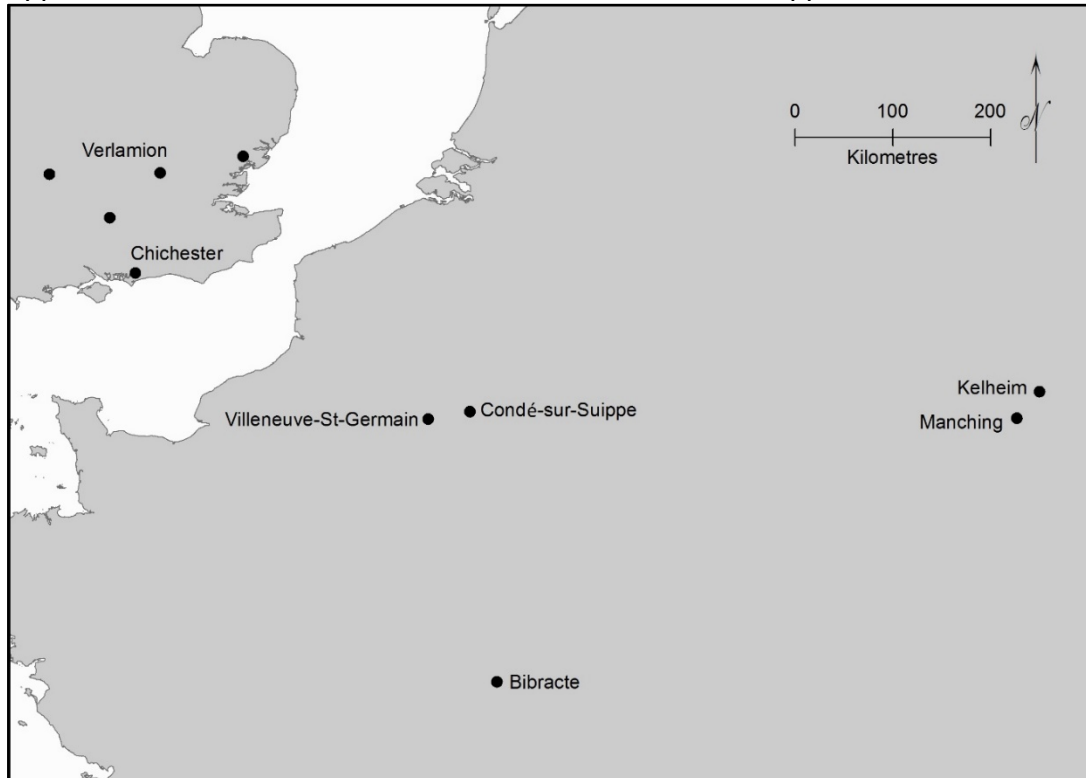 0 100 200
Kilometres
N
Verlamion
Chichester
Villeneuve-St-Germain
Condé-sur-Suippe
Kelheim
Manching
Bibracte